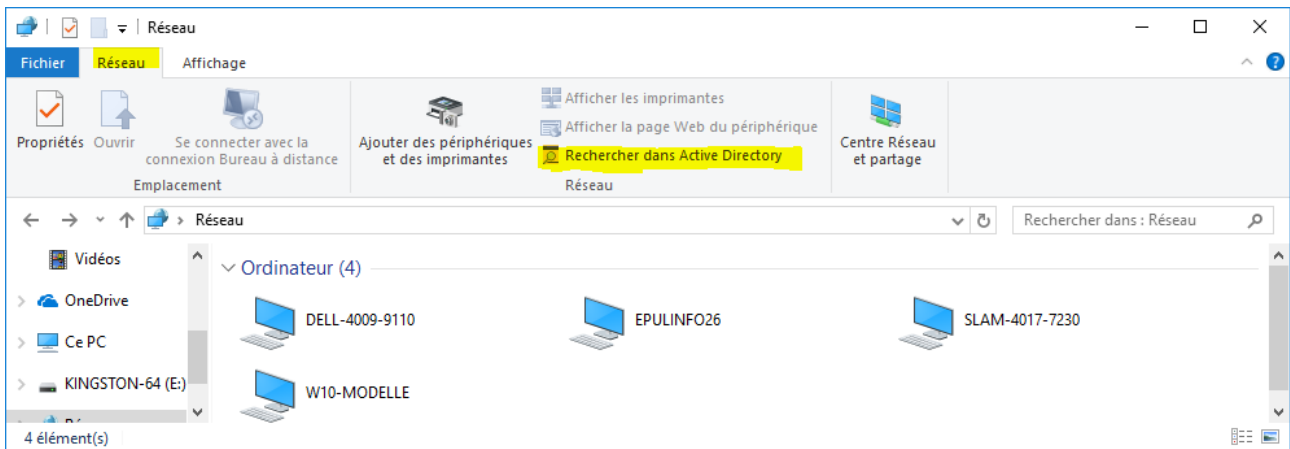 Réseau
Fichier Réseau Affichage
Propriétés Ouvrir Se connecter avec la
connexion Bureau à distance
Emplacement
Ajouter des périphériques
et des imprimantes
Afficher les imprimantes
Afficher la page Web du périphérique
Rechercher dans Active Directory
Réseau
Centre Réseau
et partage
Réseau
Rechercher dans : Réseau
Vidéos
OneDrive
Ce PC
KINGSTON-64 (E:)
Ordinateur (4)
DELL-4009-9110
EPULINFO26
SLAM-4017-7230
W10-MODELLE
4 élément(s)